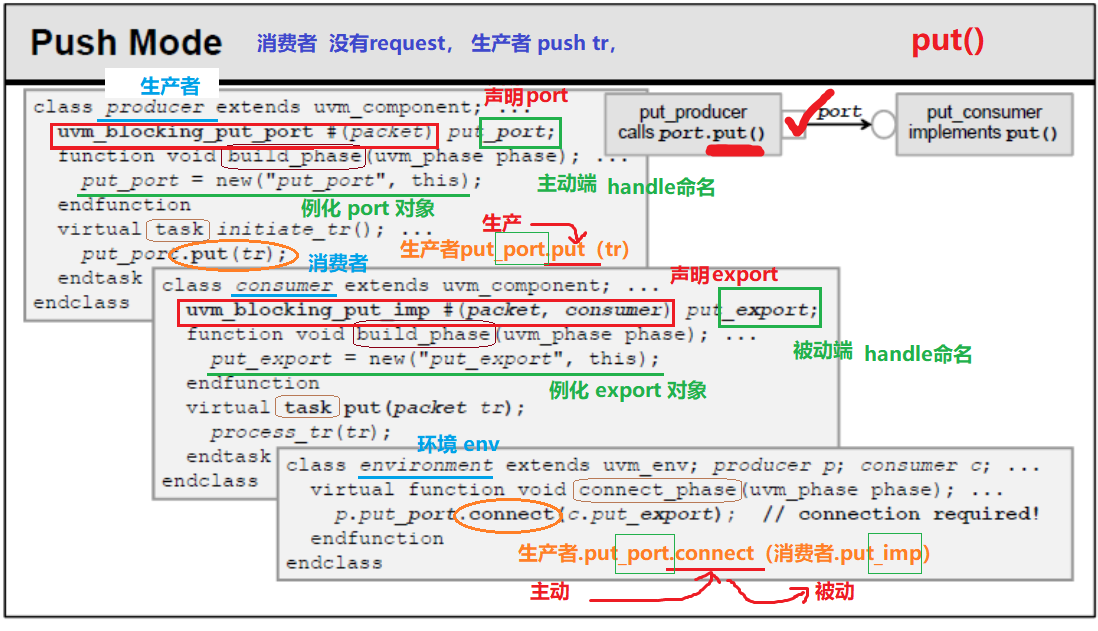 Push Mode
消费者 没有request， 生产者 push tr，
put()
生产者
class producer extends uvm_component; ...
声明port
uvm_blocking_put_port #(packet) put_port;
function void build_phase(uvm_phase phase); ...
put_port = new("put_port", this);
主动端 handle命名
endfunction
例化 port 对象
virtual task initiate_tr(); ...
生产
put_port.put(tr);
生产者put_port.put（tr）
endtask
endclass
put_producer
calls port.put()
port
put_consumer
implements put()
消费者
class consumer extends uvm_component; ...
声明export
uvm_blocking_put_imp #(packet, consumer) put_export;
function void build_phase(uvm_phase phase); ...
put_export = new("put_export", this);
被动端 handle命名
endfunction
例化 export 对象
virtual task put(packet tr);
process_tr(tr);
endtask
endclass
环境 env
class environment extends uvm_env; producer p; consumer c; ...
virtual function void connect_phase(uvm_phase phase); ...
p.put_port.connect(c.put_export); // connection required!
endfunction
生产者.put_port.connect（消费者.put_imp）
endclass
主动
被动